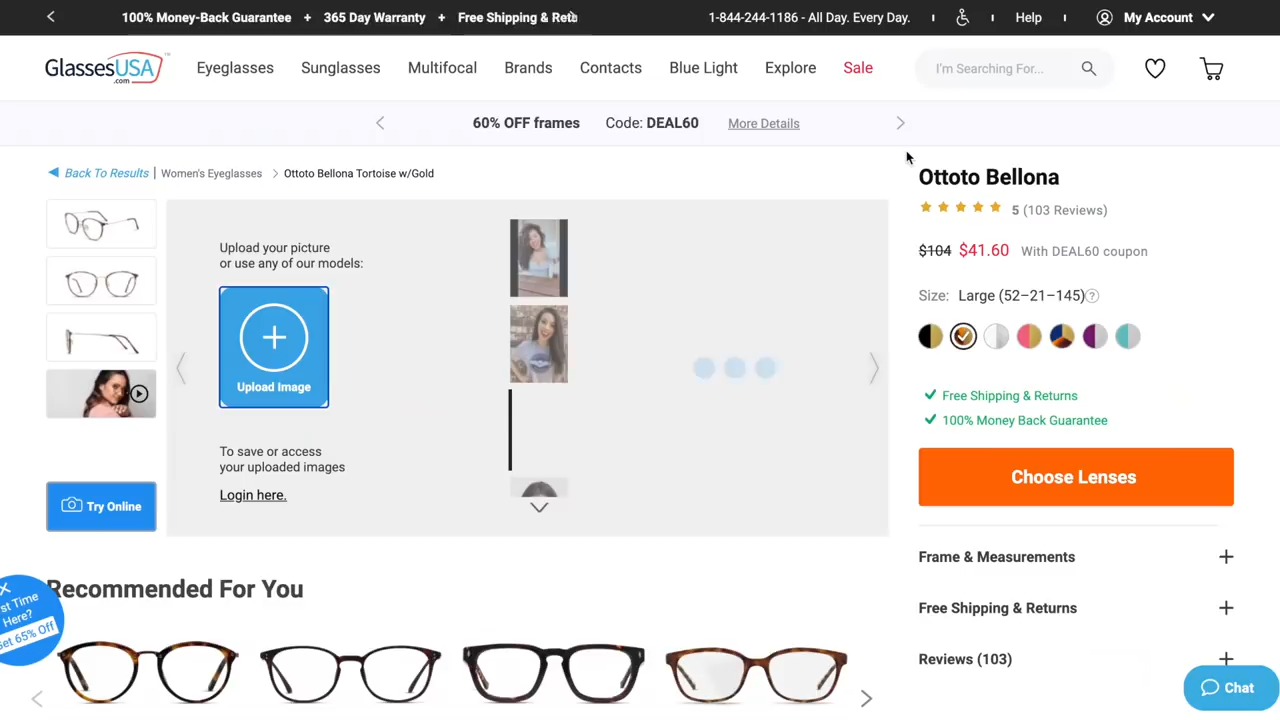 100% Money-Back Guarantee + 365 Day Warranty + Free Shipping &
1-844-244-1186 - All Day. Every Day.
Help
My Account
GlassesUSA
.com
™
Eyeglasses
Sunglasses
Multifocal
Brands
Contacts
Blue Light
Explore
Sale
I'm Searching For...
60% OFF frames
Code: DEAL60
More Details
Back To Results | Women's Eyeglasses > Ottoto Bellona Tortoise w/Gold
Upload your picture
or use any of our models:
Upload Image
To save or access
your uploaded images
Login here.
Try Online
Ottoto Bellona
5 (103 Reviews)
$104 $41.60 With DEAL60 coupon
Size: Large (52–21–145)?
Free Shipping & Returns
100% Money Back Guarantee
Choose Lenses
Frame & Measurements +
Free Shipping & Returns +
Reviews (103) +
Recommended For You
Time
Here?
65% Off
Chat